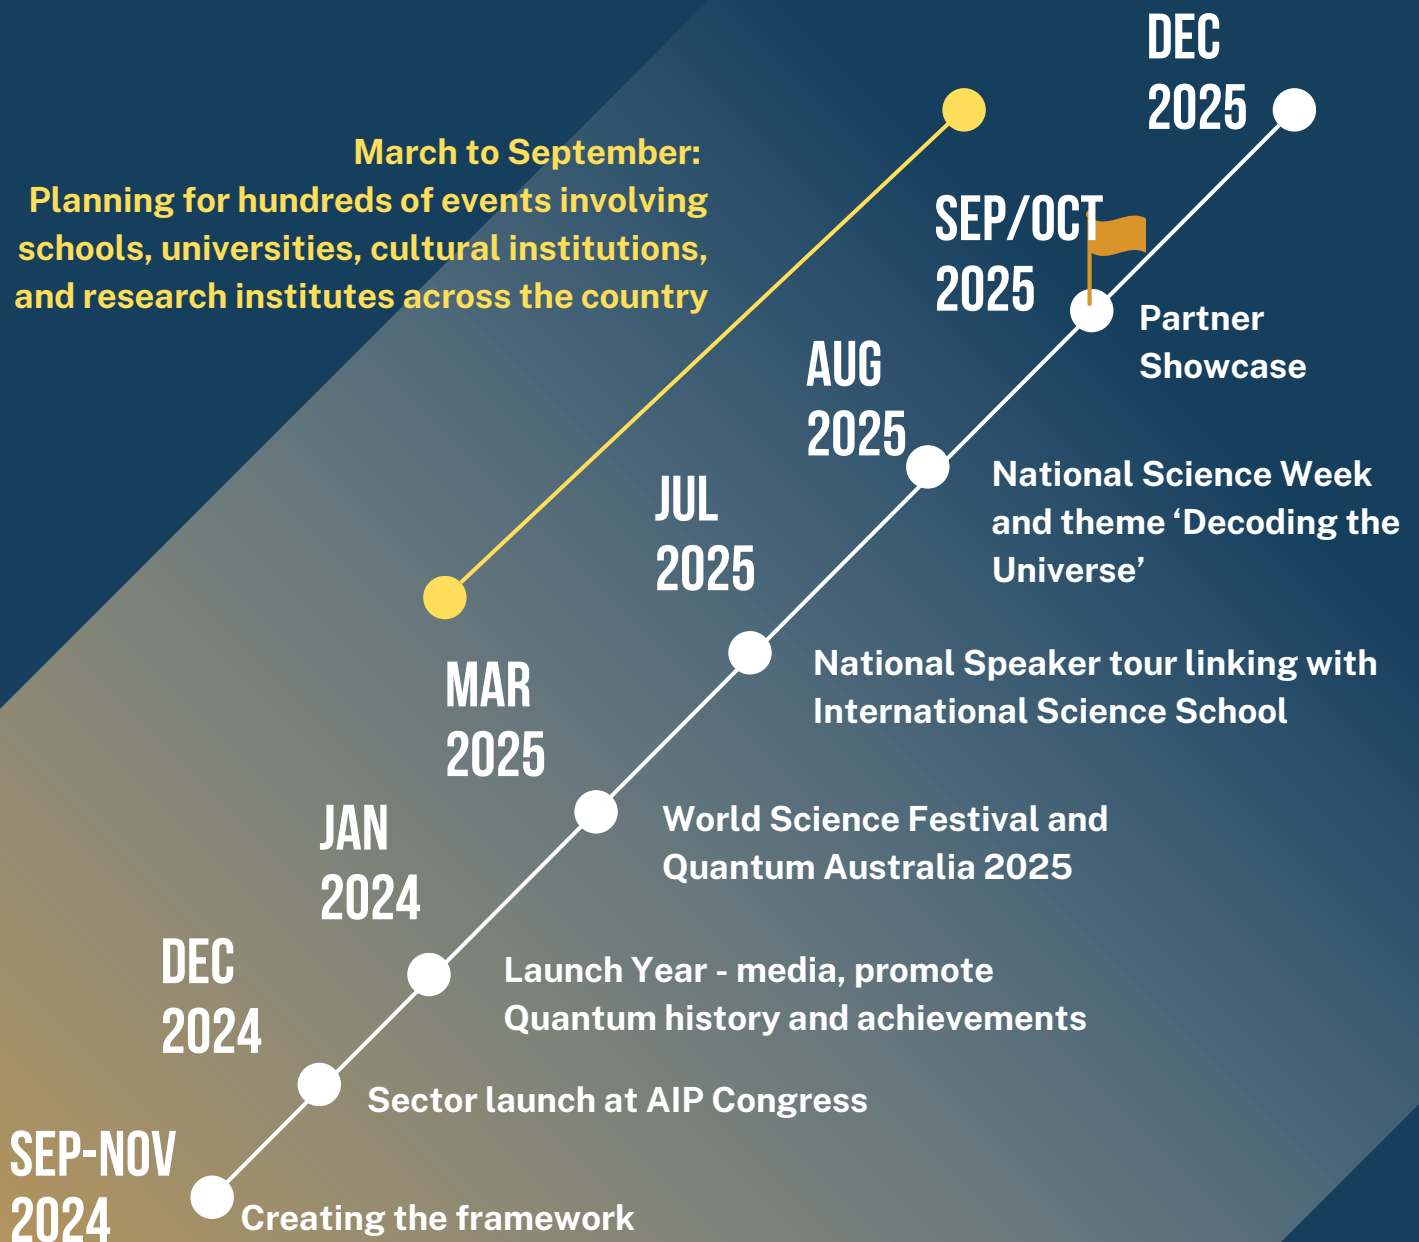 DEC
2025
March to September:
Planning for hundreds of events involving
schools, universities, cultural institutions,
and research institutes across the country
SEP/OCT
2025
Partner
Showcase
AUG
2025
National Science Week
and theme ‘Decoding the
Universe’
JUL
2025
National Speaker tour linking with
International Science School
MAR
2025
World Science Festival and
Quantum Australia 2025
JAN
2024
Launch Year - media, promote
Quantum history and achievements
DEC
2024
Sector launch at AIP Congress
SEP-NOV
2024
Creating the framework